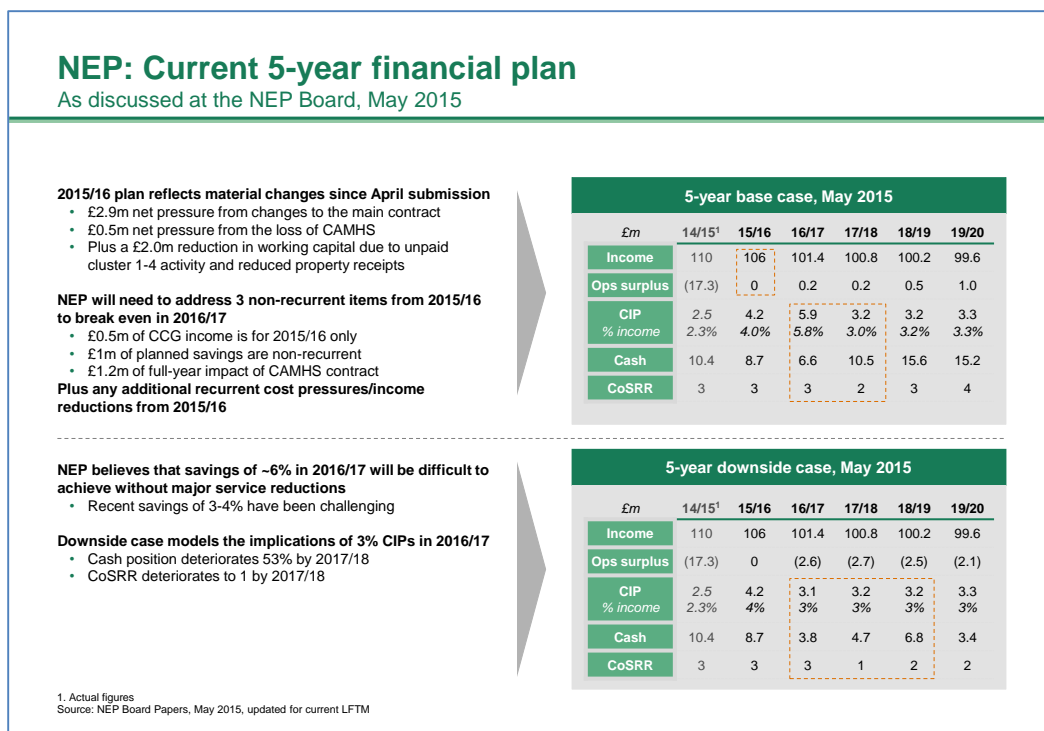 NEP: Current 5-year financial plan
As discussed at the NEP Board, May 2015
2015/16 plan reflects material changes since April submission
• £2.9m net pressure from changes to the main contract
• £0.5m net pressure from the loss of CAMHS
• Plus a £2.0m reduction in working capital due to unpaid
cluster 1-4 activity and reduced property receipts
NEP will need to address 3 non-recurrent items from 2015/16
to break even in 2016/17
• £0.5m of CCG income is for 2015/16 only
• £1m of planned savings are non-recurrent
• £1.2m of full-year impact of CAMHS contract
Plus any additional recurrent cost pressures/income
reductions from 2015/16
5-year base case, May 2015
£m 14/15¹ 15/16 16/17 17/18 18/19 19/20
Income 110 106 101.4 100.8 100.2 99.6
Ops surplus (17.3) 0 0.2 0.2 0.5 1.0
CIP 2.5 4.2 5.9 3.2 3.2 3.3
% income 2.3% 4.0% 5.8% 3.0% 3.2% 3.3%
Cash 10.4 8.7 6.6 10.5 15.6 15.2
CoSRR 3 3 3 2 3 4
NEP believes that savings of ~6% in 2016/17 will be difficult to
achieve without major service reductions
• Recent savings of 3-4% have been challenging
Downside case models the implications of 3% CIPs in 2016/17
• Cash position deteriorates 53% by 2017/18
• CoSRR deteriorates to 1 by 2017/18
5-year downside case, May 2015
£m 14/15¹ 15/16 16/17 17/18 18/19 19/20
Income 110 106 101.4 100.8 100.2 99.6
Ops surplus (17.3) 0 (2.6) (2.7) (2.5) (2.1)
CIP 2.5 4.2 3.1 3.2 3.2 3.3
% income 2.3% 4% 3% 3% 3% 3%
Cash 10.4 8.7 3.8 4.7 6.8 3.4
CoSRR 3 3 3 1 2 2
1. Actual figures
Source: NEP Board Papers, May 2015, updated for current LFTM